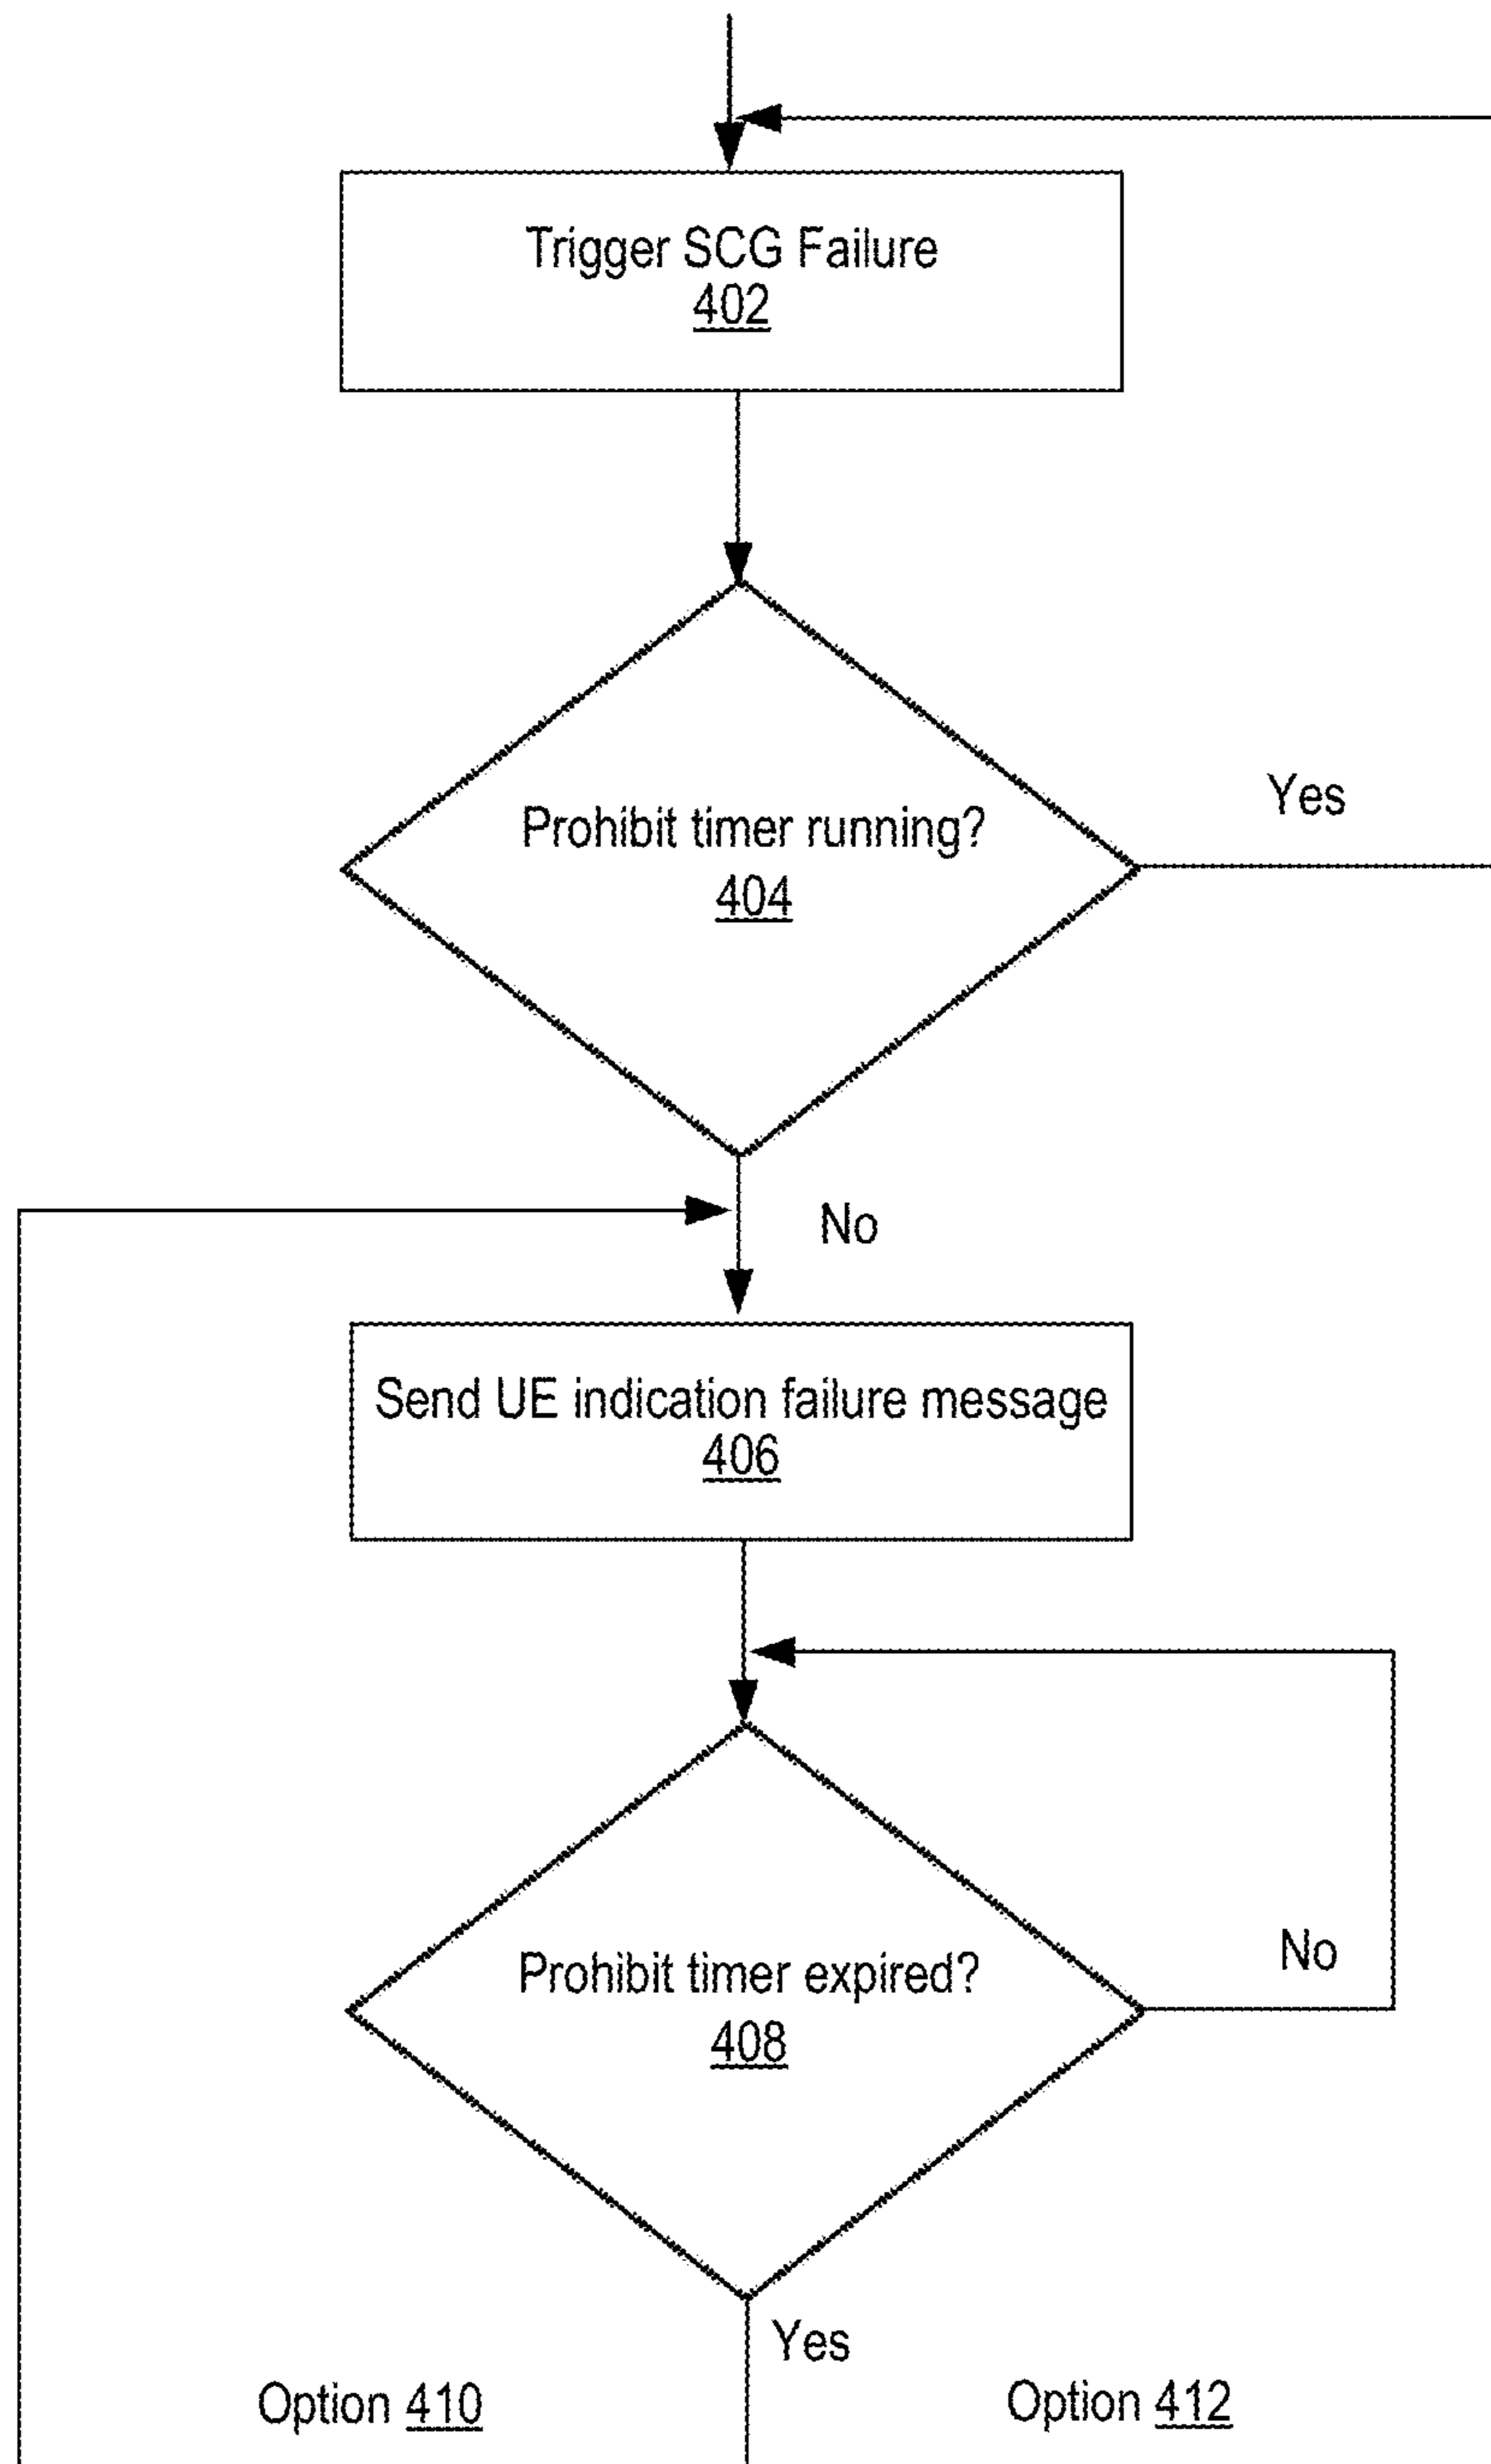 Trigger SCG Failure
402
Prohibit timer running?
404
Yes
No
Send UE indication failure message
406
Prohibit timer expired?
408
No
Yes
Option 410
Option 412